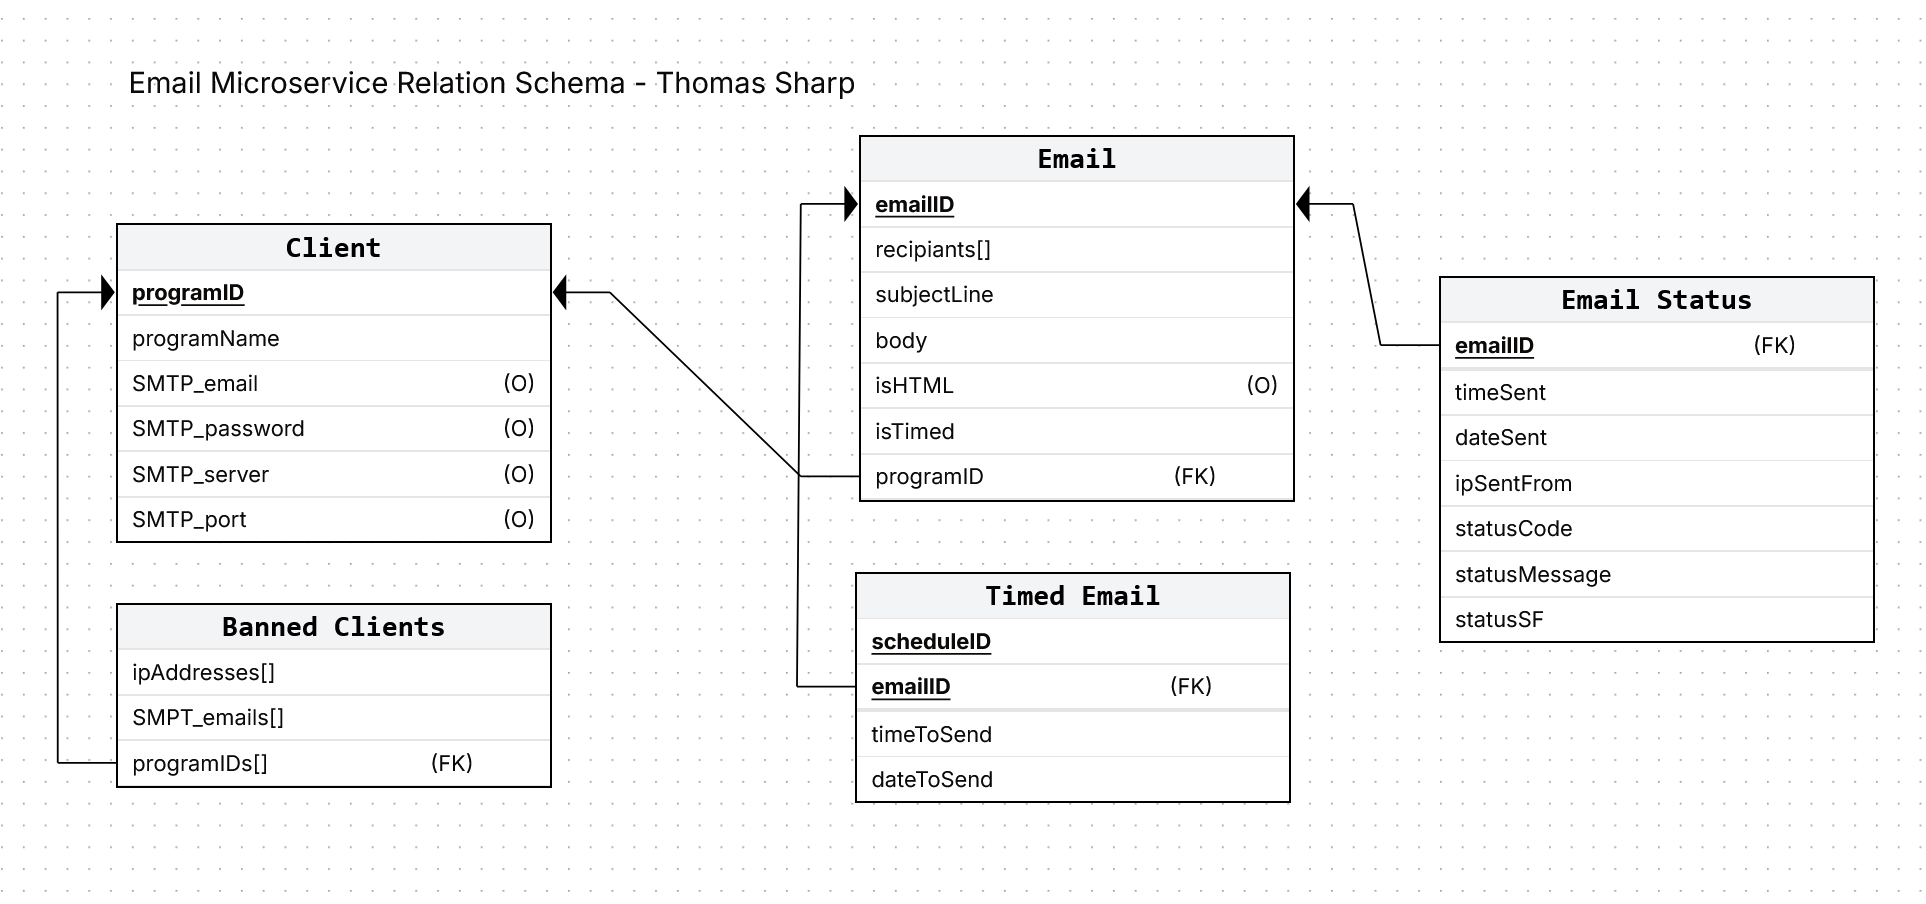 Email Microservice Relation Schema - Thomas Sharp
Client
programID
programName
SMTP_email (O)
SMTP_password (O)
SMTP_server (O)
SMTP_port (O)
Banned Clients
ipAddresses[]
SMPT_emails[]
programIDs[] (FK)
Email
emailID
recipiants[]
subjectLine
body
isHTML (O)
isTimed
programID (FK)
Timed Email
scheduleID
emailID (FK)
timeToSend
dateToSend
Email Status
emailID (FK)
timeSent
dateSent
ipSentFrom
statusCode
statusMessage
statusSF